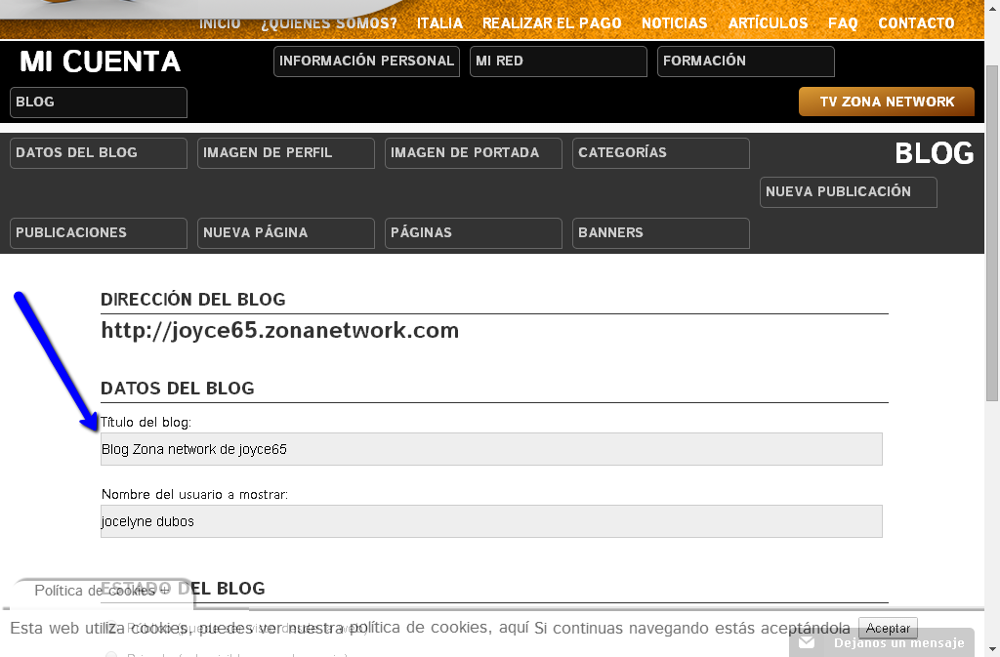 INICIO ¿QUIENES SOMOS? ITALIA REALIZAR EL PAGO NOTICIAS ARTÍCULOS FAQ CONTACTO
MI CUENTA INFORMACIÓN PERSONAL MI RED FORMACIÓN
BLOG TV ZONA NETWORK
DATOS DEL BLOG IMAGEN DE PERFIL IMAGEN DE PORTADA CATEGORÍAS BLOG
NUEVA PUBLICACIÓN
PUBLICACIONES NUEVA PÁGINA PÁGINAS BANNERS
DIRECCIÓN DEL BLOG
http://joyce65.zonanetwork.com
DATOS DEL BLOG
Título del blog:
Blog Zona network de joyce65
Nombre del usuario a mostrar:
jocelyne dubos
ESTADO DEL BLOG
Política de cookies +
Esta web utiliza cookies, puedes ver nuestra política de cookies, aquí Si continuas navegando estás aceptándola Aceptar
Dejanos un mensaje